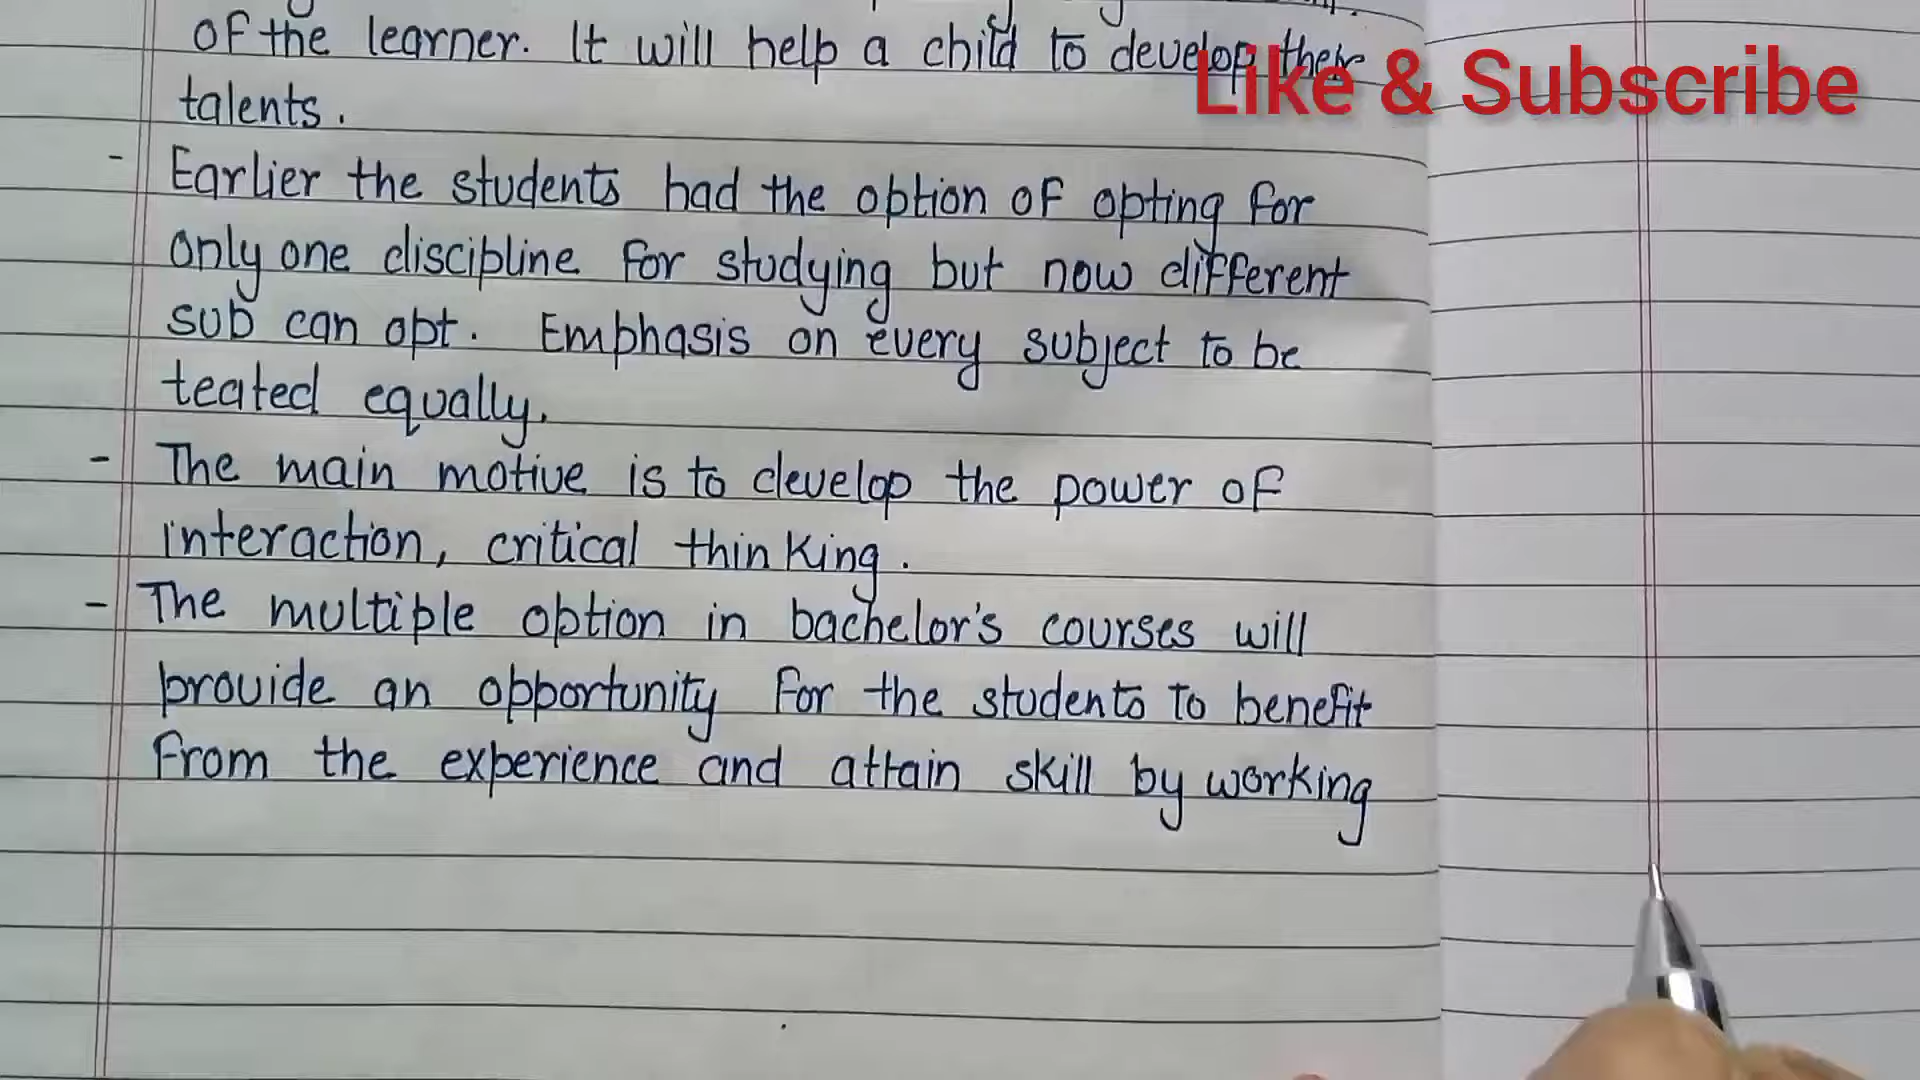 of the learner. It will help a child to develop their
Like & Subscribe
talents.
- Earlier the students had the option of opting for
only one discipline for studying but now different
sub can opt. Emphasis on every subject to be
teated equally.
- The main motive is to develop the power of
interaction, critical thinking.
- The multiple option in bachelor's courses will
provide an opportunity for the students to benefit
from the experience and attain skill by working